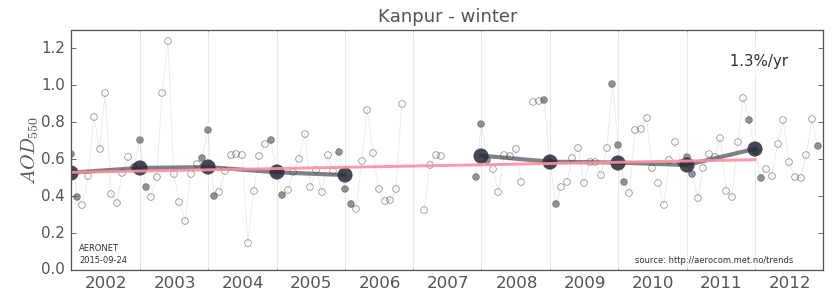 Kanpur - winter
1.3%/yr
AOD550
1.2
1.0
0.8
0.6
0.4
0.2
0.0
AERONET
2015-09-24
source: http://aerocom.met.no/trends
2002 2003 2004 2005 2006 2007 2008 2009 2010 2011 2012